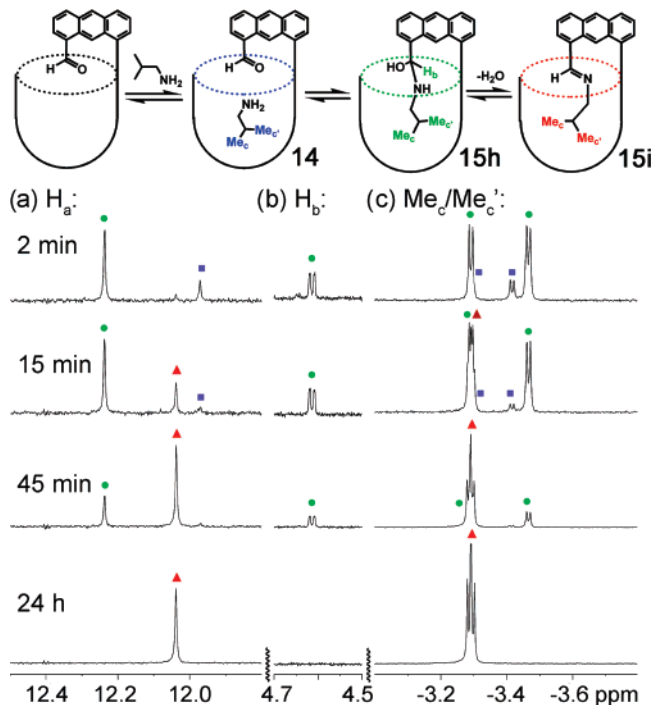 O
NH2
O
NH2
Mec
Mec'
14
HO
Hb
NH
Mec
Mec'
15h
-H2O
H
N
Mec
Mec'
15i
(a) Ha: (b) Hb: (c) Mec/Mec':
2 min
15 min
45 min
24 h
12.4 12.2 12.0 4.7 4.5 -3.2 -3.4 -3.6 ppm